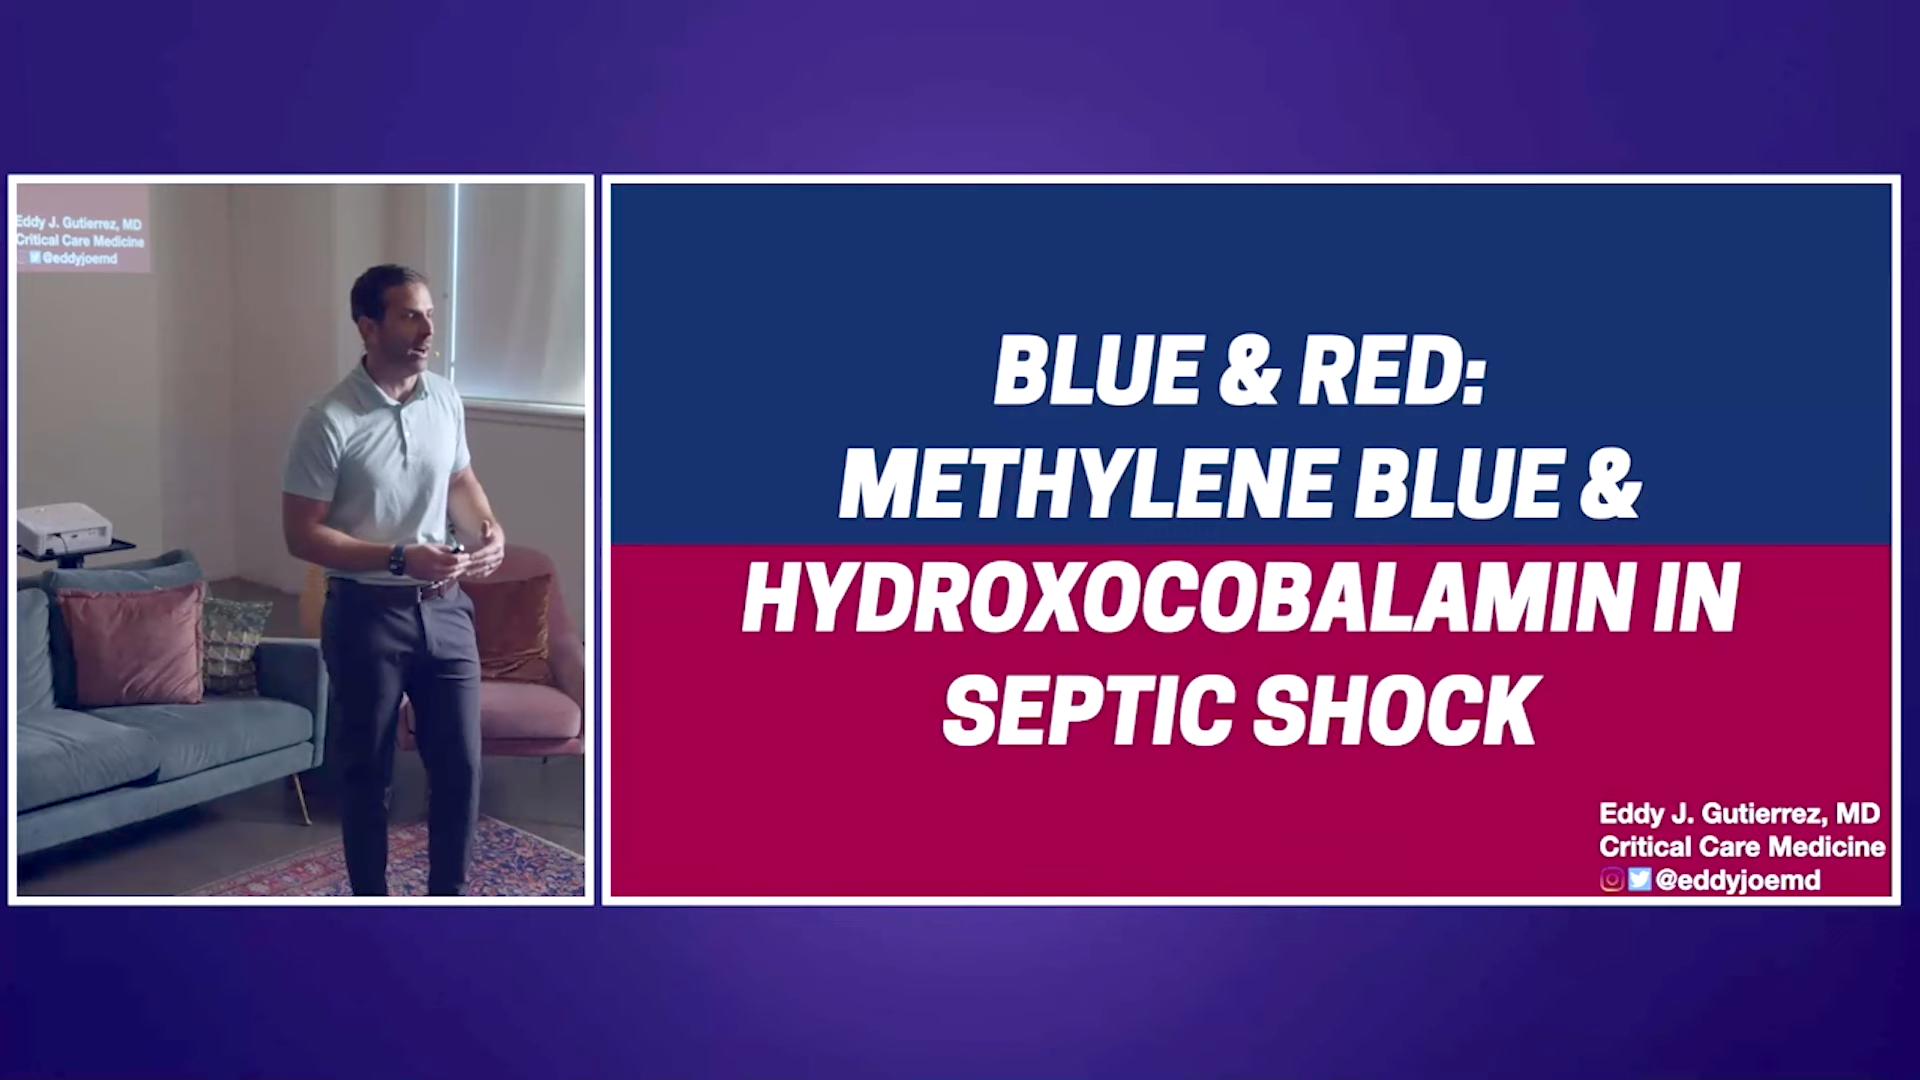 Eddy J. Gutierrez, MD
Critical Care Medicine
@eddyjoemd
BLUE & RED:
METHYLENE BLUE &
HYDROXOCOBALAMIN IN
SEPTIC SHOCK
Eddy J. Gutierrez, MD
Critical Care Medicine
@eddyjoemd